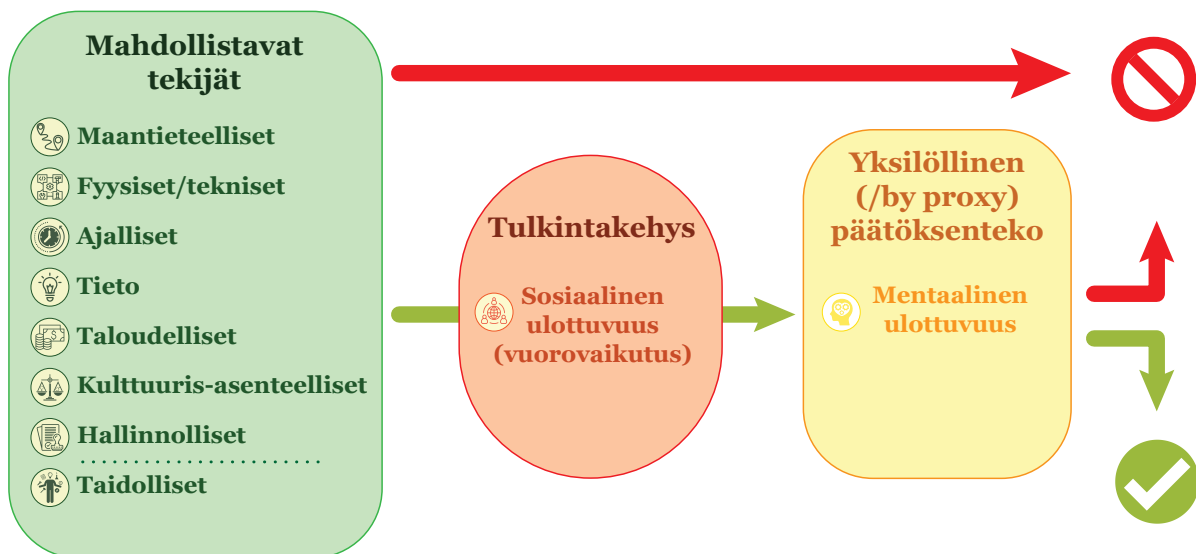 Mahdollistavat
tekijät
Maantieteelliset
Fyysiset/tekniset
Ajalliset
Tieto
Taloudelliset
Kulttuuris-asenteelliset
Hallinnolliset
Taidolliset
Tulkintakehys
Sosiaalinen
ulottuvuus
(vuorovaikutus)
Yksilöllinen
(/by proxy)
päätöksenteko
Mentaalinen
ulottuvuus